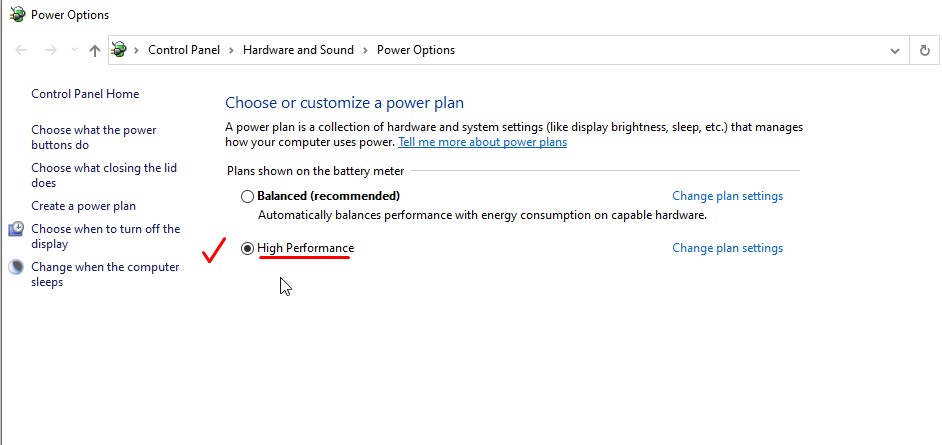 Power Options
Control Panel > Hardware and Sound > Power Options
Control Panel Home
Choose what the power
buttons do
Choose what closing the lid
does
Create a power plan
Choose when to turn off the
display
Change when the computer
sleeps
Choose or customize a power plan
A power plan is a collection of hardware and system settings (like display brightness, sleep, etc.) that manages
how your computer uses power. Tell me more about power plans
Plans shown on the battery meter
Balanced (recommended) Change plan settings
Automatically balances performance with energy consumption on capable hardware.
High Performance Change plan settings